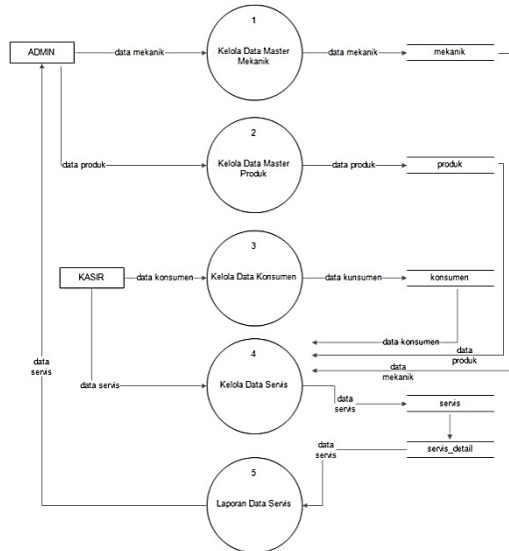 1
ADMIN
data mekanik
Kelola Data Master
Mekanik
data mekanik
mekanik
2
data produk
Kelola Data Master
Produk
data produk
produk
3
KASIR
data konsumen
Kelola Data Konsumen
data kunsumen
konsumen
data konsumen
data
produk
data
mekanik
4
data
servis
data servis
Kelola Data Servis
data
servis
servis
servis_detail
data
servis
5
Laporan Data Servis